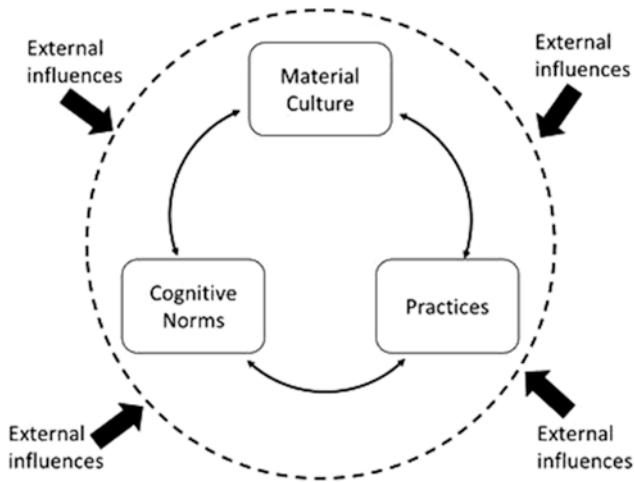 External
influences
External
influences
Material
Culture
Cognitive
Norms
Practices
External
influences
External
influences